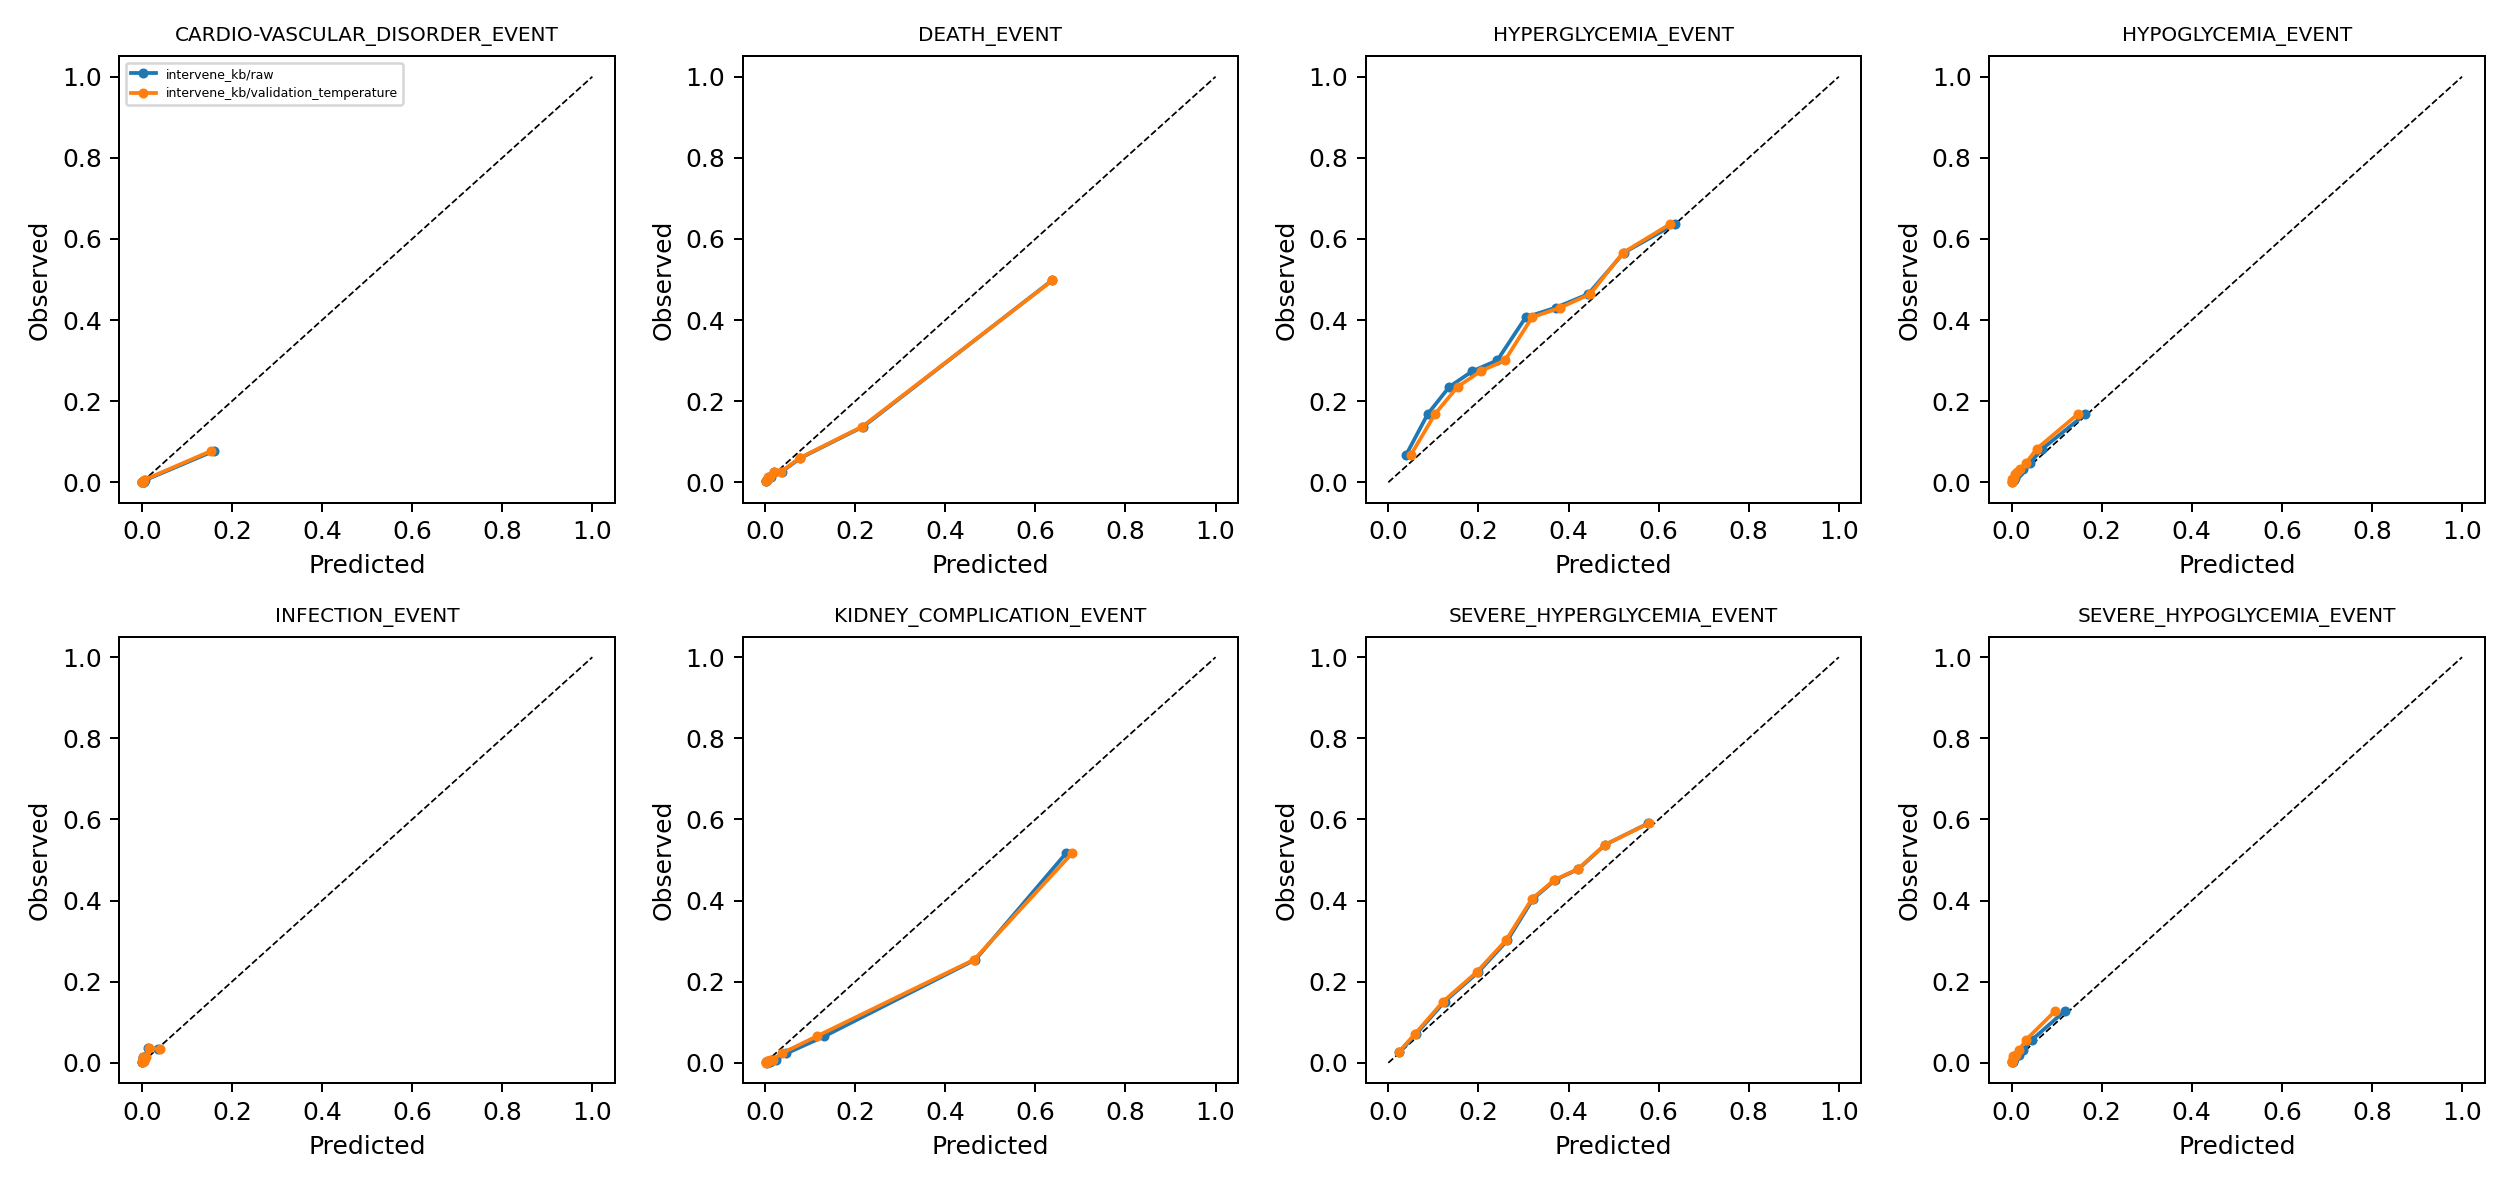 CARDIO-VASCULAR_DISORDER_EVENT
intervene_kb/raw
intervene_kb/validation_temperature
Observed
1.0
0.8
0.6
0.4
0.2
0.0
0.0 0.2 0.4 0.6 0.8 1.0
Predicted
DEATH_EVENT
Observed
1.0
0.8
0.6
0.4
0.2
0.0
0.0 0.2 0.4 0.6 0.8 1.0
Predicted
HYPERGLYCEMIA_EVENT
Observed
1.0
0.8
0.6
0.4
0.2
0.0
0.0 0.2 0.4 0.6 0.8 1.0
Predicted
HYPOGLYCEMIA_EVENT
Observed
1.0
0.8
0.6
0.4
0.2
0.0
0.0 0.2 0.4 0.6 0.8 1.0
Predicted
INFECTION_EVENT
Observed
1.0
0.8
0.6
0.4
0.2
0.0
0.0 0.2 0.4 0.6 0.8 1.0
Predicted
KIDNEY_COMPLICATION_EVENT
Observed
1.0
0.8
0.6
0.4
0.2
0.0
0.0 0.2 0.4 0.6 0.8 1.0
Predicted
SEVERE_HYPERGLYCEMIA_EVENT
Observed
1.0
0.8
0.6
0.4
0.2
0.0
0.0 0.2 0.4 0.6 0.8 1.0
Predicted
SEVERE_HYPOGLYCEMIA_EVENT
Observed
1.0
0.8
0.6
0.4
0.2
0.0
0.0 0.2 0.4 0.6 0.8 1.0
Predicted